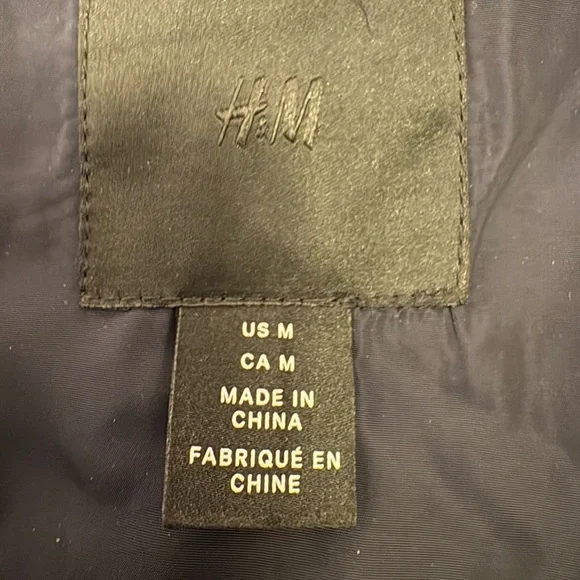 H&M
US M
CA M
MADE IN
CHINA
FABRIQUÉ EN
CHINE